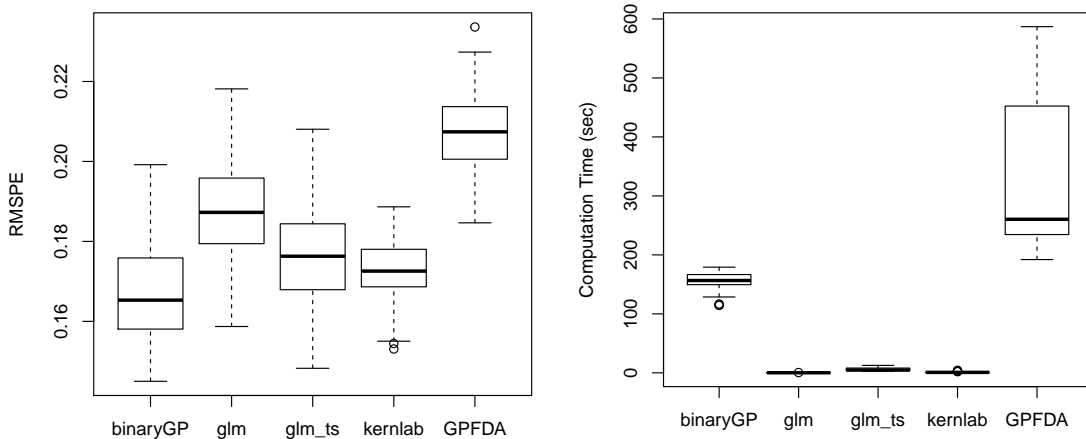 RMSPE
0.22
0.20
0.18
0.16
binaryGP glm glm_ts kernlab GPFDA
Computation Time (sec)
600
500
400
300
200
100
0
binaryGP glm glm_ts kernlab GPFDA